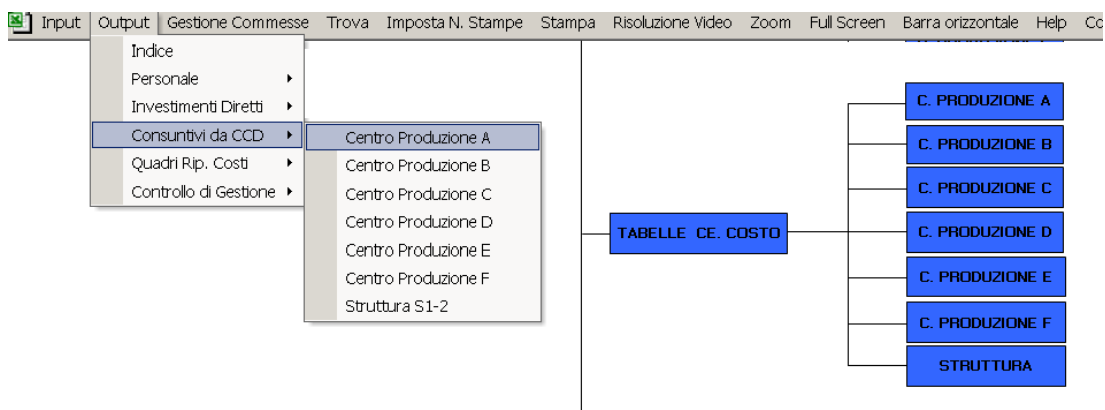 Input Output Gestione Commesse Trova Imposta N. Stampe Stampa Risoluzione Video Zoom Full Screen Barra orizzontale Help
Indice
Personale
Investimenti Diretti
Consuntivi da CCD
Quadri Rip. Costi
Controllo di Gestione
Centro Produzione A
Centro Produzione B
Centro Produzione C
Centro Produzione D
Centro Produzione E
Centro Produzione F
Struttura S1-2
TABELLE CE. COSTO
C. PRODUZIONE A
C. PRODUZIONE B
C. PRODUZIONE C
C. PRODUZIONE D
C. PRODUZIONE E
C. PRODUZIONE F
STRUTTURA